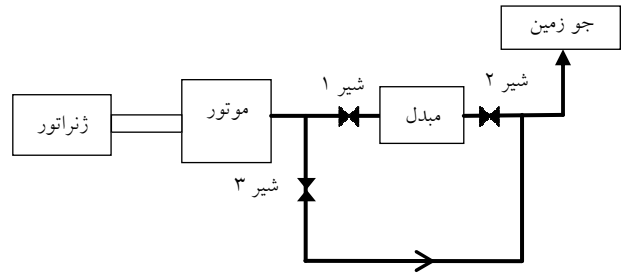 جو زمین
شیر ۲
شیر ۱
مبدل
موتور
ژنراتور
شیر ۳